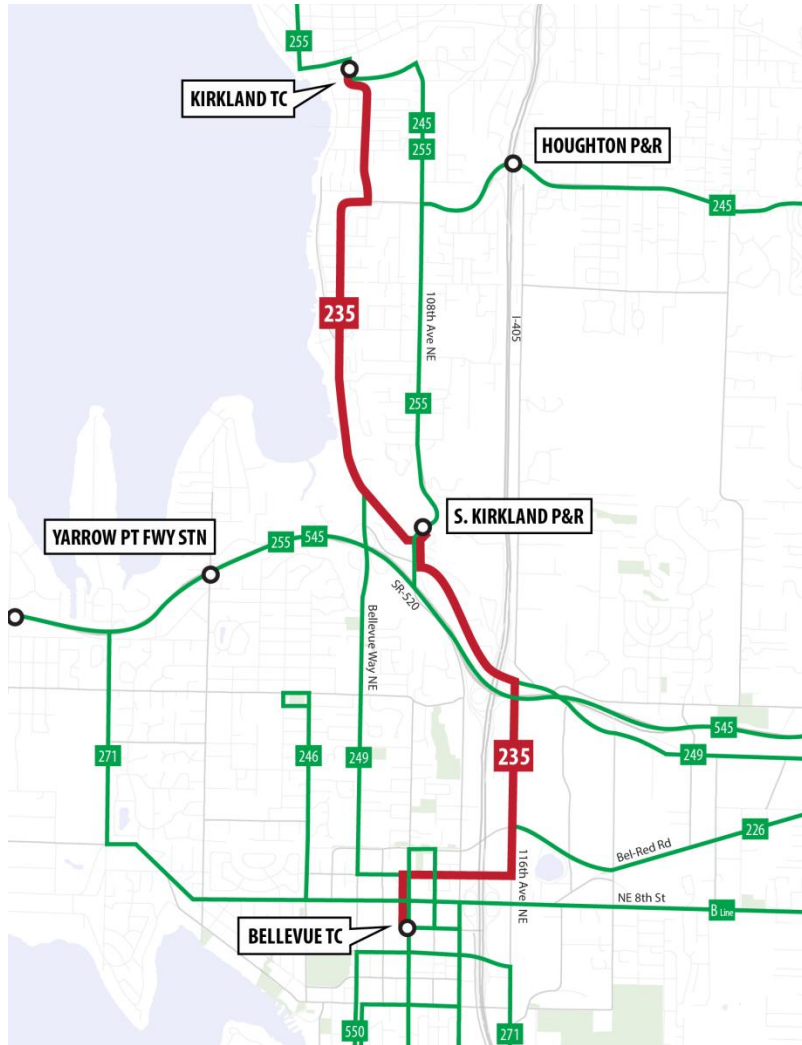 255
KIRKLAND TC
245
255
HOUGHTON P&R
245
235
108th Ave NE
I-405
255
S. KIRKLAND P&R
YARROW PT FWY STN
255
545
SR-520
Bellevue Way NE
271
246
249
235
545
249
226
Bel-Red Rd
116th Ave NE
NE 8th St
B Line
BELLEVUE TC
550
271